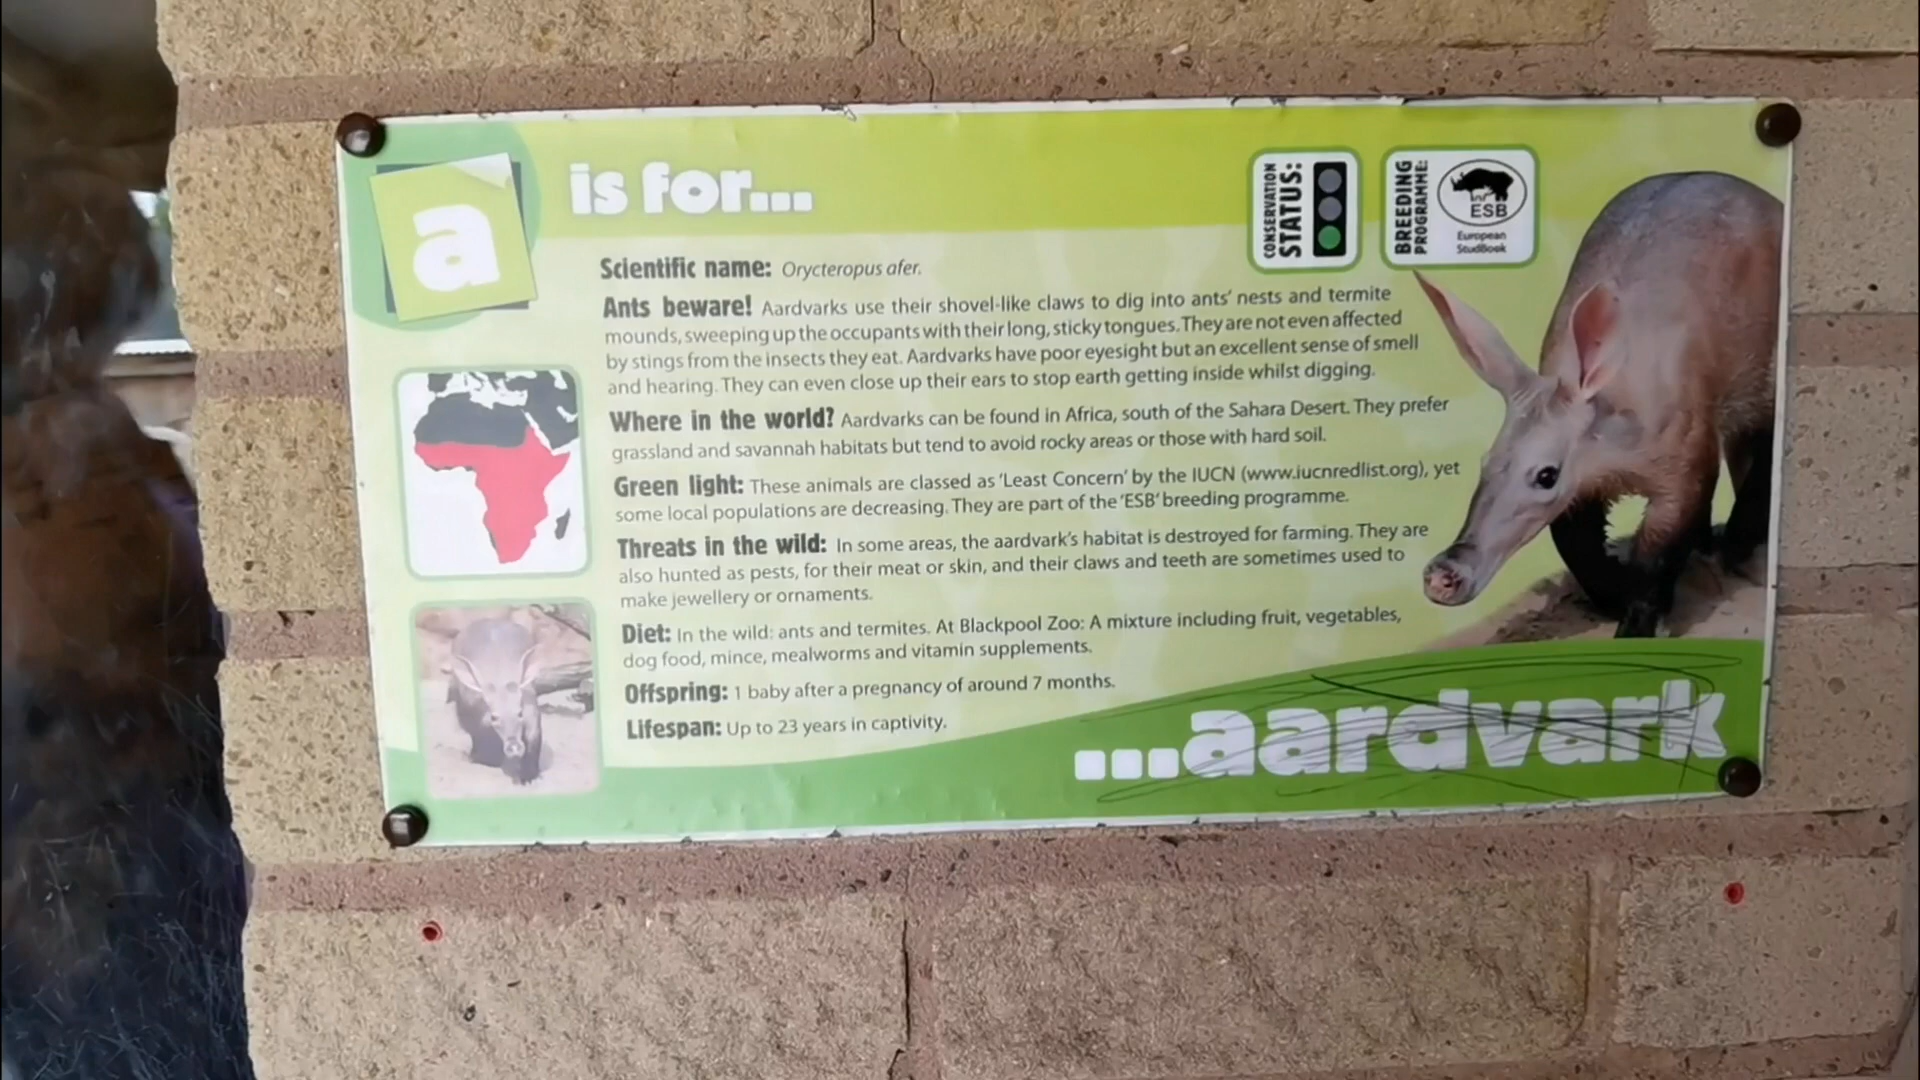 a is for...
CONSERVATION
STATUS:
BREEDING
PROGRAMME:
ESB
European
StudBook
Scientific name: Orycteropus afer.
Ants beware! Aardvarks use their shovel-like claws to dig into ants' nests and termite
mounds, sweeping up the occupants with their long, sticky tongues. They are not even affected
by stings from the insects they eat. Aardvarks have poor eyesight but an excellent sense of smell
and hearing. They can even close up their ears to stop earth getting inside whilst digging.
Where in the world? Aardvarks can be found in Africa, south of the Sahara Desert. They prefer
grassland and savannah habitats but tend to avoid rocky areas or those with hard soil.
Green light: These animals are classed as 'Least Concern' by the IUCN (www.iucnredlist.org), yet
some local populations are decreasing. They are part of the 'ESB' breeding programme.
Threats in the wild: In some areas, the aardvark's habitat is destroyed for farming. They are
also hunted as pests, for their meat or skin, and their claws and teeth are sometimes used to
make jewellery or ornaments.
Diet: In the wild: ants and termites. At Blackpool Zoo: A mixture including fruit, vegetables,
dog food, mince, mealworms and vitamin supplements.
Offspring: 1 baby after a pregnancy of around 7 months.
Lifespan: Up to 23 years in captivity.
...aardvark